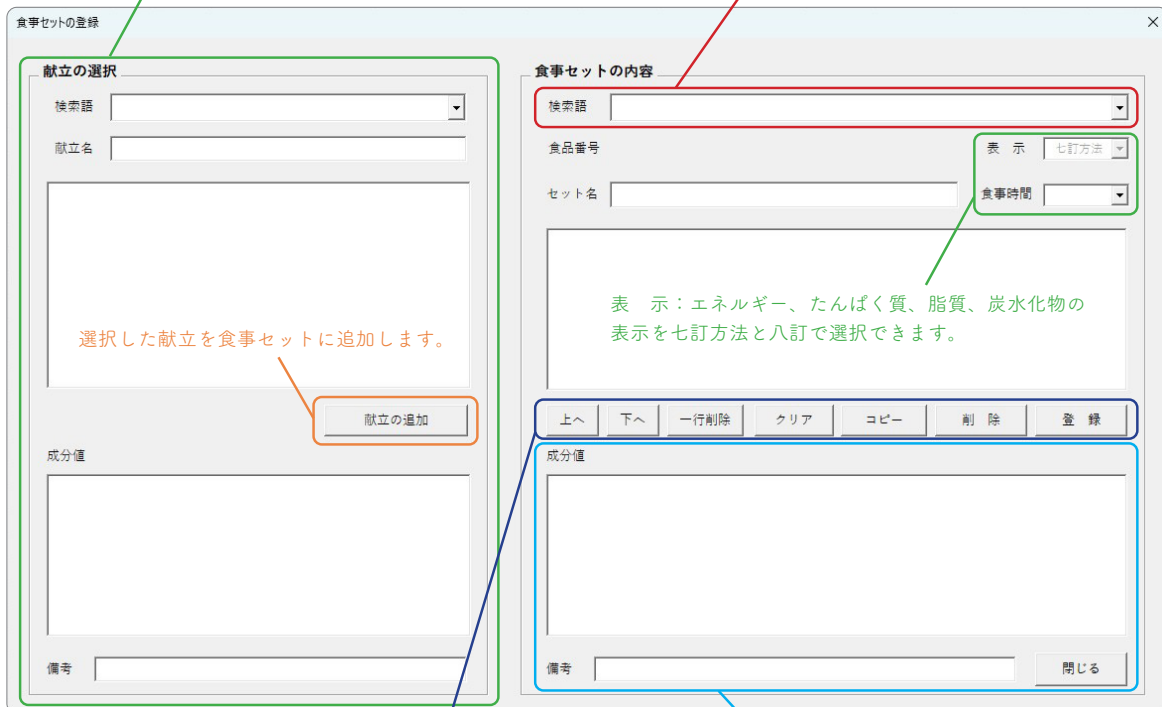 食事セットの登録
献立の選択
検索語
献立名
選択した献立を食事セットに追加します。
献立の追加
成分値
備考
食事セットの内容
検索語
食品番号
表　示 七訂方法
セット名
食事時間
表　示：エネルギー、たんぱく質、脂質、炭水化物の
表示を七訂方法と八訂で選択できます。
上へ 下へ 一行削除 クリア コピー 削　除 登　録
成分値
備考
閉じる